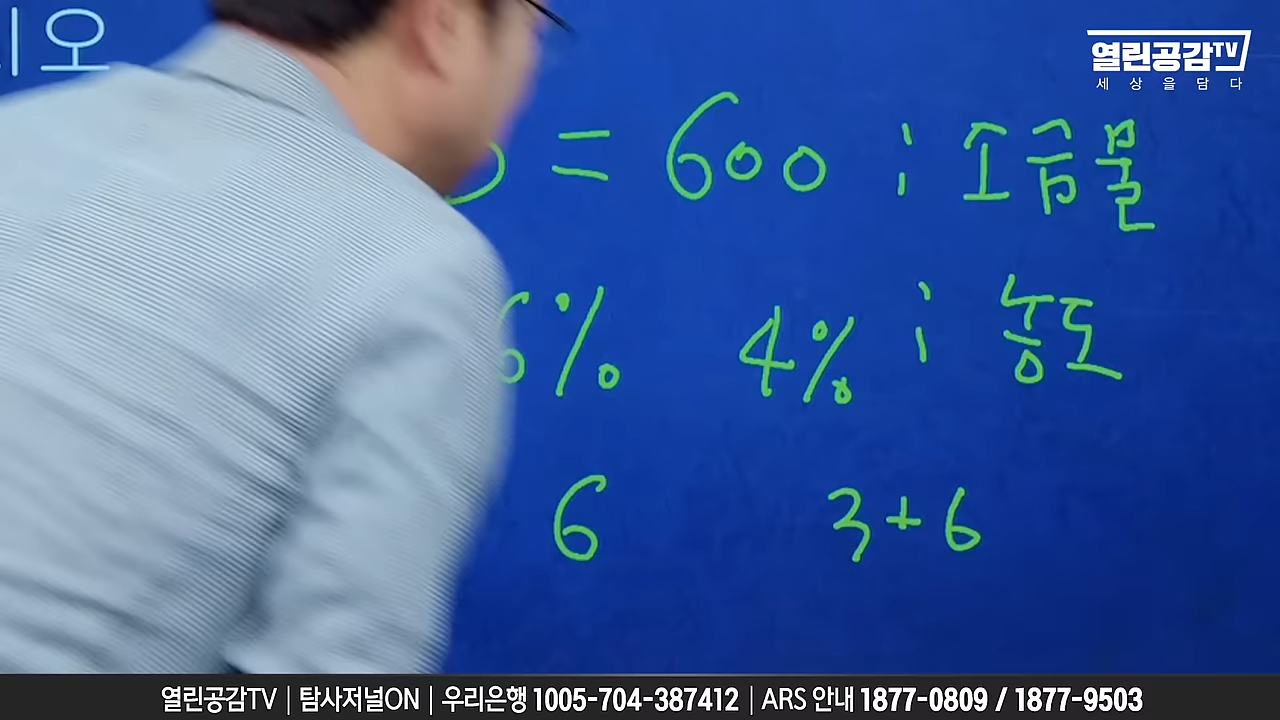 오
열린공감TV
세상을담다
= 600 ; 소금물
6% 4% ; 농도
6 3+6
열린공감TV | 탐사저널ON | 우리은행 1005-704-387412 | ARS 안내 1877-0809 / 1877-9503